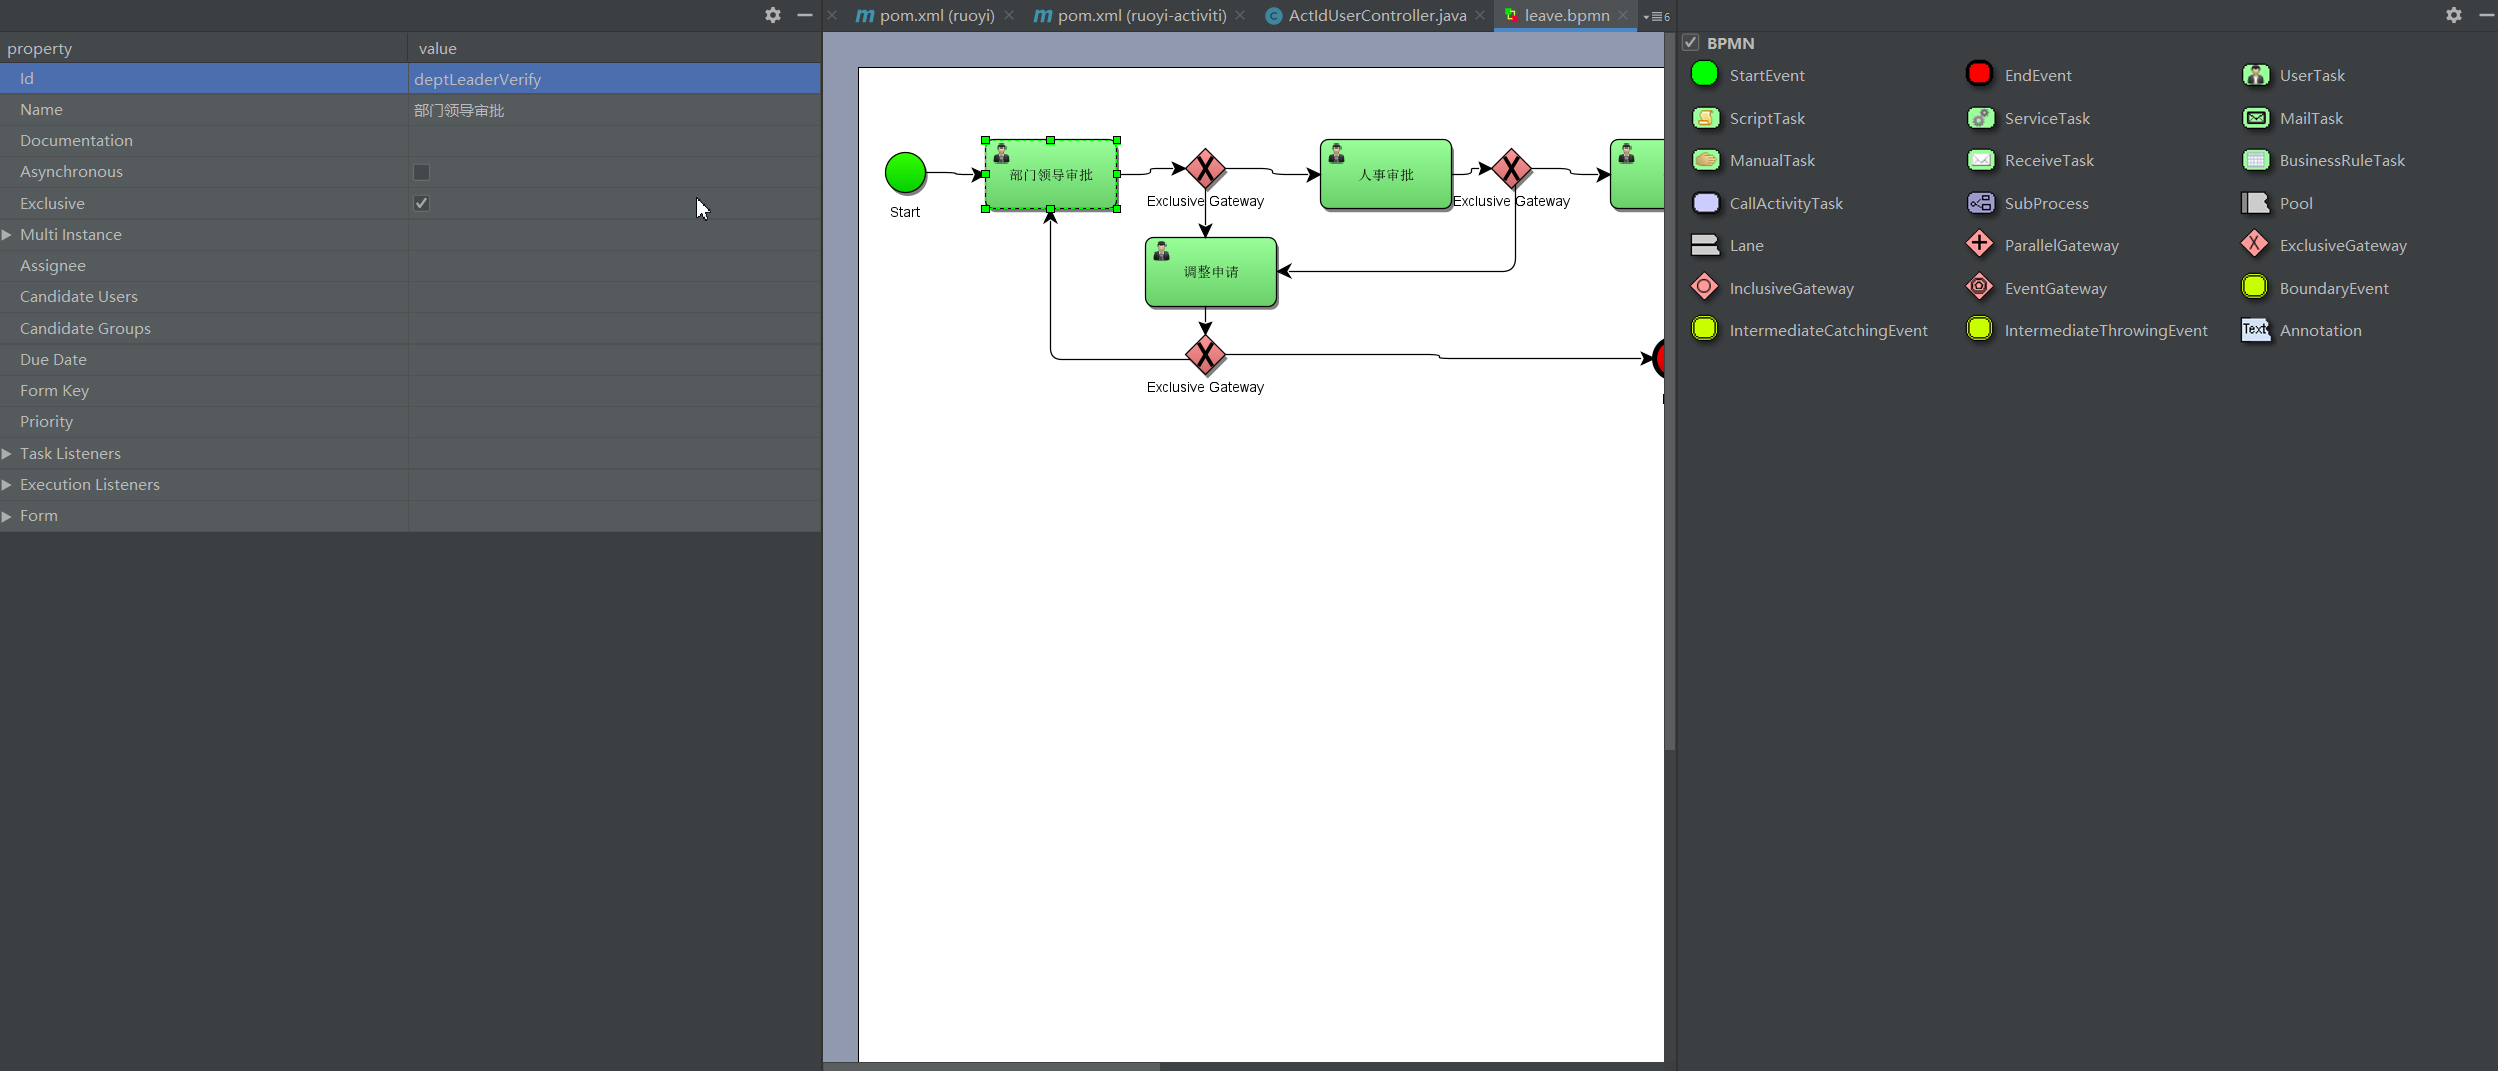 property value
Id deptLeaderVerify
Name 部门领导审批
Documentation
Asynchronous
Exclusive
Multi Instance
Assignee
Candidate Users
Candidate Groups
Due Date
Form Key
Priority
Task Listeners
Execution Listeners
Form
pom.xml (ruoyi) pom.xml (ruoyi-activiti) ActIdUserController.java leave.bpmn 6
部门领导审批 人事审批
Exclusive Gateway Exclusive Gateway
Start
调整申请
Exclusive Gateway
BPMN
StartEvent EndEvent UserTask
ScriptTask ServiceTask MailTask
ManualTask ReceiveTask BusinessRuleTask
CallActivityTask SubProcess Pool
Lane ParallelGateway ExclusiveGateway
InclusiveGateway EventGateway BoundaryEvent
IntermediateCatchingEvent IntermediateThrowingEvent Text Annotation